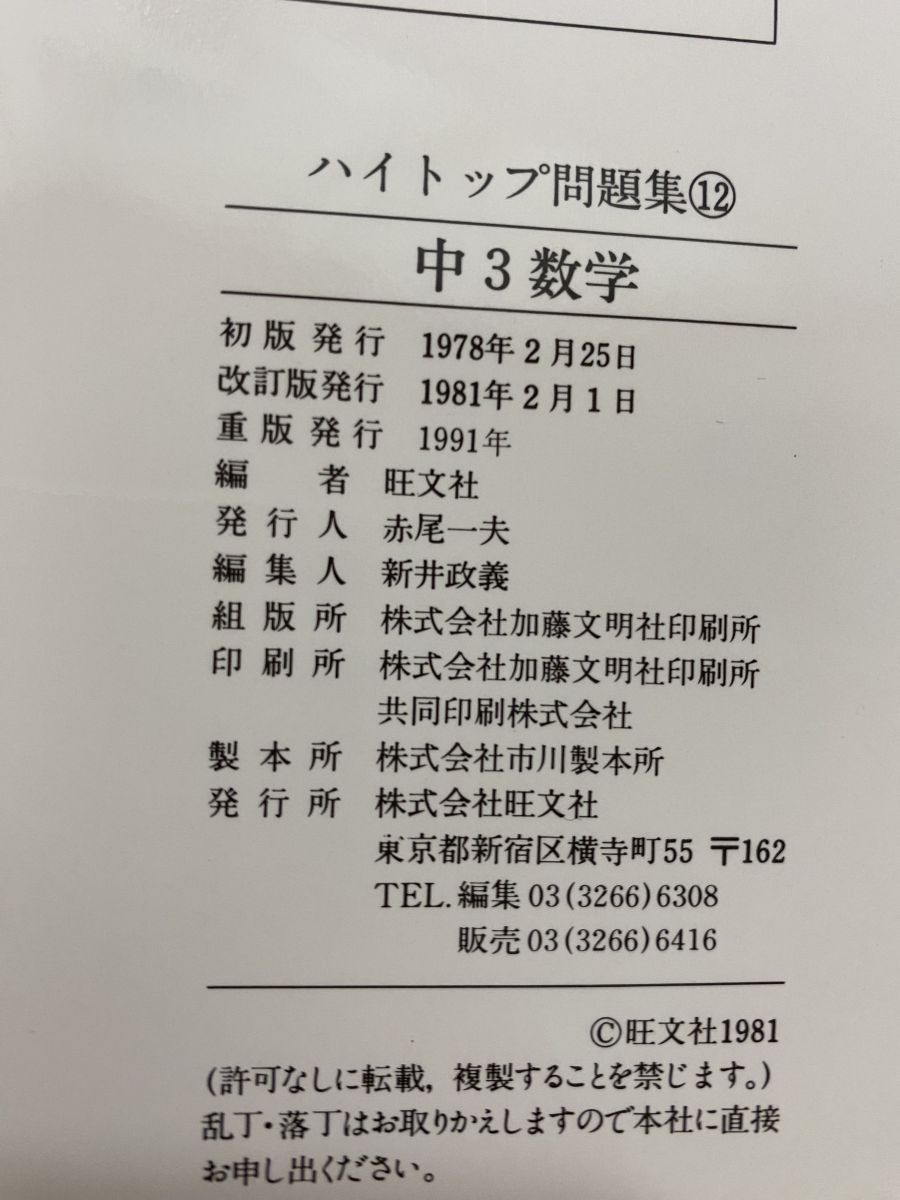 ハイトップ問題集⑫
中3数学
初版発行 1978年2月25日
改訂版発行 1981年2月1日
重版発行 1991年
編者 旺文社
発行人 赤尾一夫
編集人 新井政義
組版所 株式会社加藤文明社印刷所
印刷所 株式会社加藤文明社印刷所
共同印刷株式会社
製本所 株式会社市川製本所
発行所 株式会社旺文社
東京都新宿区横寺町55 〒162
TEL.編集03(3266)6308
販売03(3266)6416
©旺文社1981
(許可なしに転載, 複製することを禁じます。)
乱丁・落丁はお取りかえしますので本社に直接
お申し出ください。